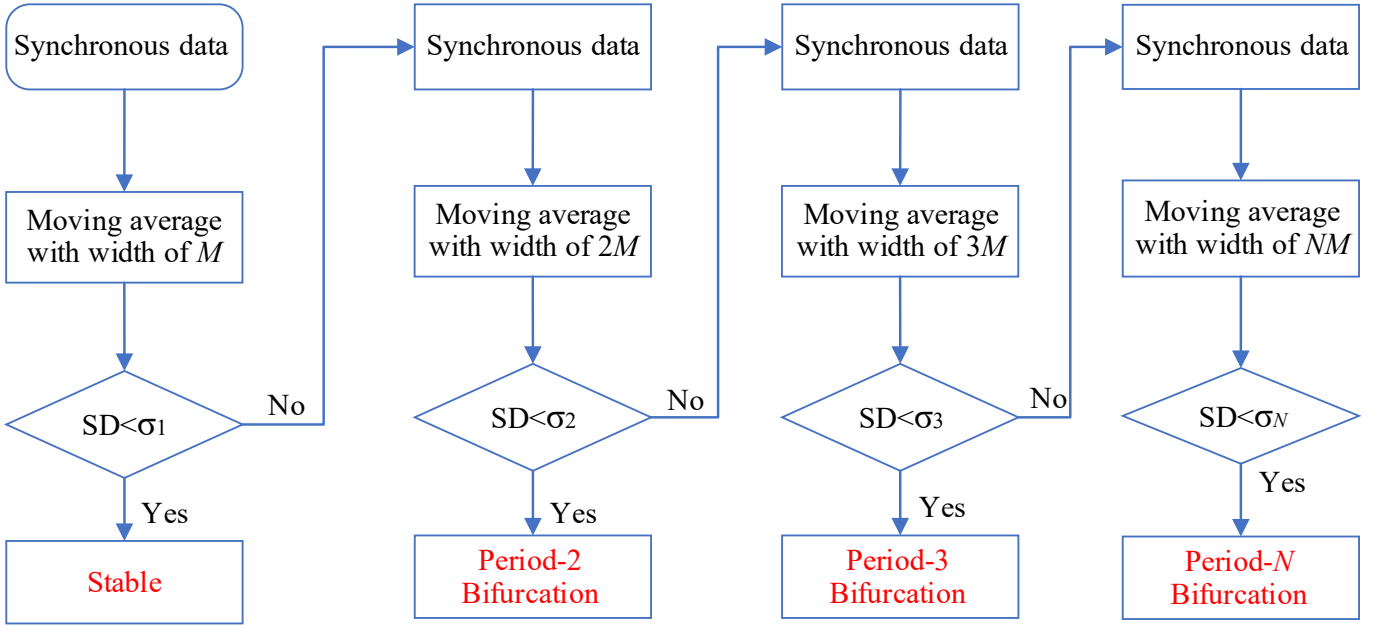 Synchronous data
Moving average
with width of M
SD<σ1
No
Yes
Stable
Synchronous data
Moving average
with width of 2M
SD<σ2
No
Yes
Period-2
Bifurcation
Synchronous data
Moving average
with width of 3M
SD<σ3
No
Yes
Period-3
Bifurcation
Synchronous data
Moving average
with width of NM
SD<σN
Yes
Period-N
Bifurcation